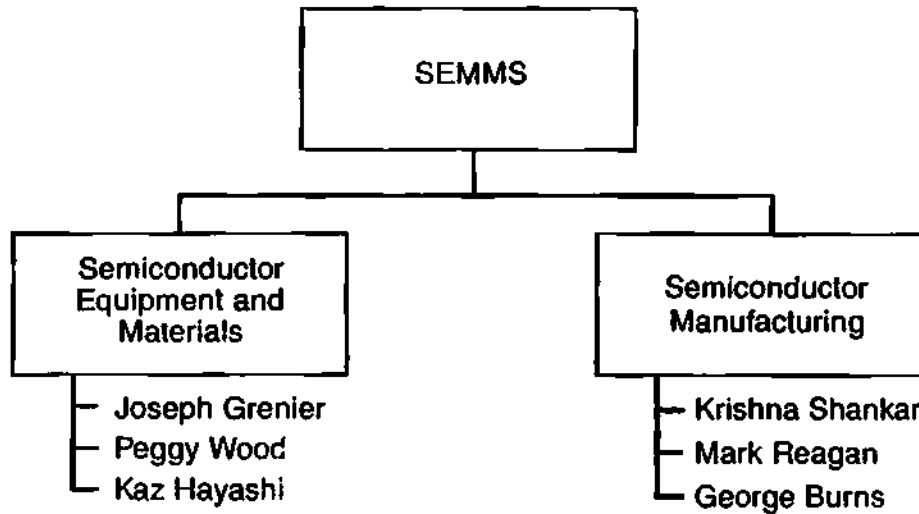 SEMMS
Semiconductor
Equipment and
Materials
Joseph Grenier
Peggy Wood
Kaz Hayashi
Semiconductor
Manufacturing
Krishna Shankar
Mark Reagan
George Burns